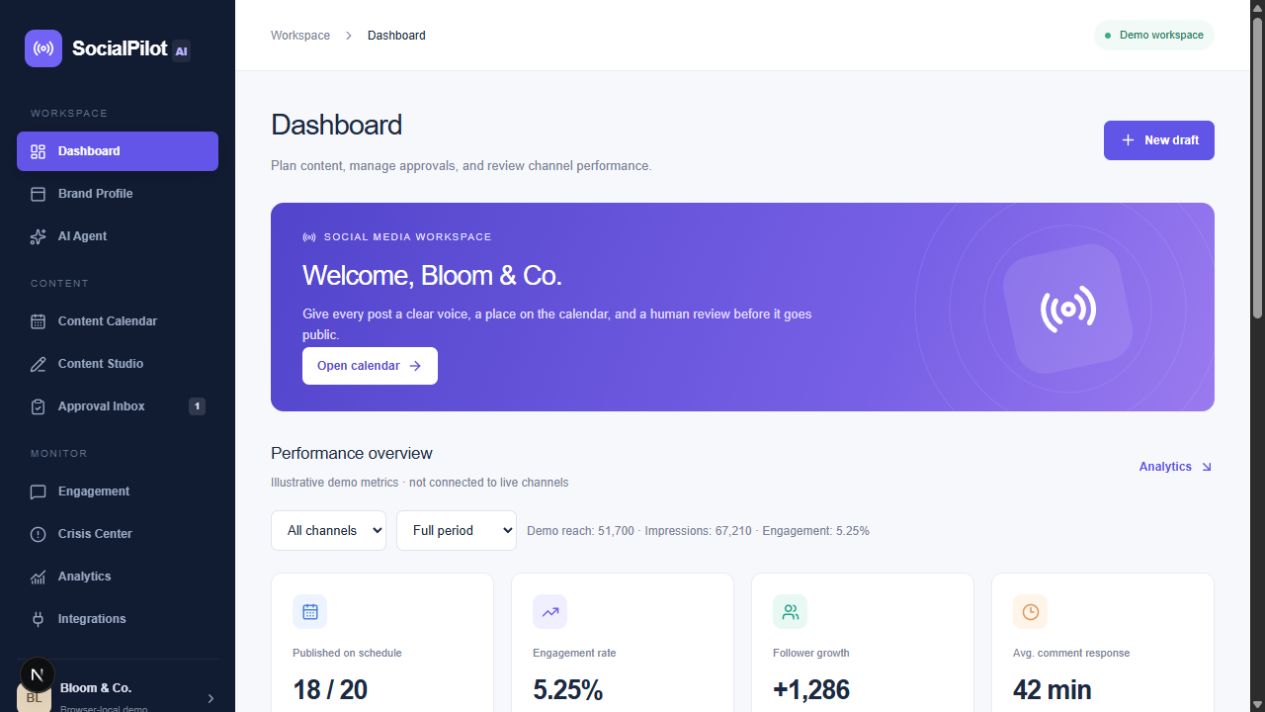 SocialPilot AI
WORKSPACE
Dashboard
Brand Profile
AI Agent
CONTENT
Content Calendar
Content Studio
Approval Inbox 1
MONITOR
Engagement
Crisis Center
Analytics
Integrations
N
BL
Bloom & Co.
Browser-local demo
Workspace > Dashboard
Demo workspace
Dashboard
Plan content, manage approvals, and review channel performance.
+ New draft
SOCIAL MEDIA WORKSPACE
Welcome, Bloom & Co.
Give every post a clear voice, a place on the calendar, and a human review before it goes
public.
Open calendar →
Performance overview
Illustrative demo metrics · not connected to live channels
Analytics
All channels
Full period
Demo reach: 51,700 · Impressions: 67,210 · Engagement: 5.25%
Published on schedule
18 / 20
Engagement rate
5.25%
Follower growth
+1,286
Avg. comment response
42 min